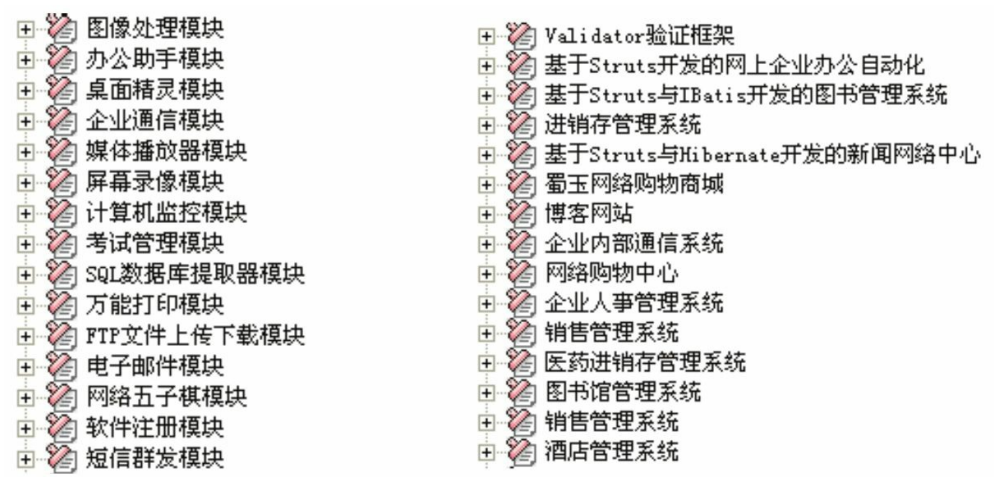 图像处理模块
办公助手模块
桌面精灵模块
企业通信模块
媒体播放器模块
屏幕录像模块
计算机监控模块
考试管理模块
SQL数据库提取器模块
万能打印模块
FTP文件上传下载模块
电子邮件模块
网络五子棋模块
软件注册模块
短信群发模块
Validator验证框架
基于Struts开发的网上企业办公自动化
基于Struts与IBatis开发的图书管理系统
进销存管理系统
基于Struts与Hibernate开发的新闻网络中心
蜀玉网络购物商城
博客网站
企业内部通信系统
网络购物中心
企业人事管理系统
销售管理系统
医药进销存管理系统
图书馆管理系统
销售管理系统
酒店管理系统